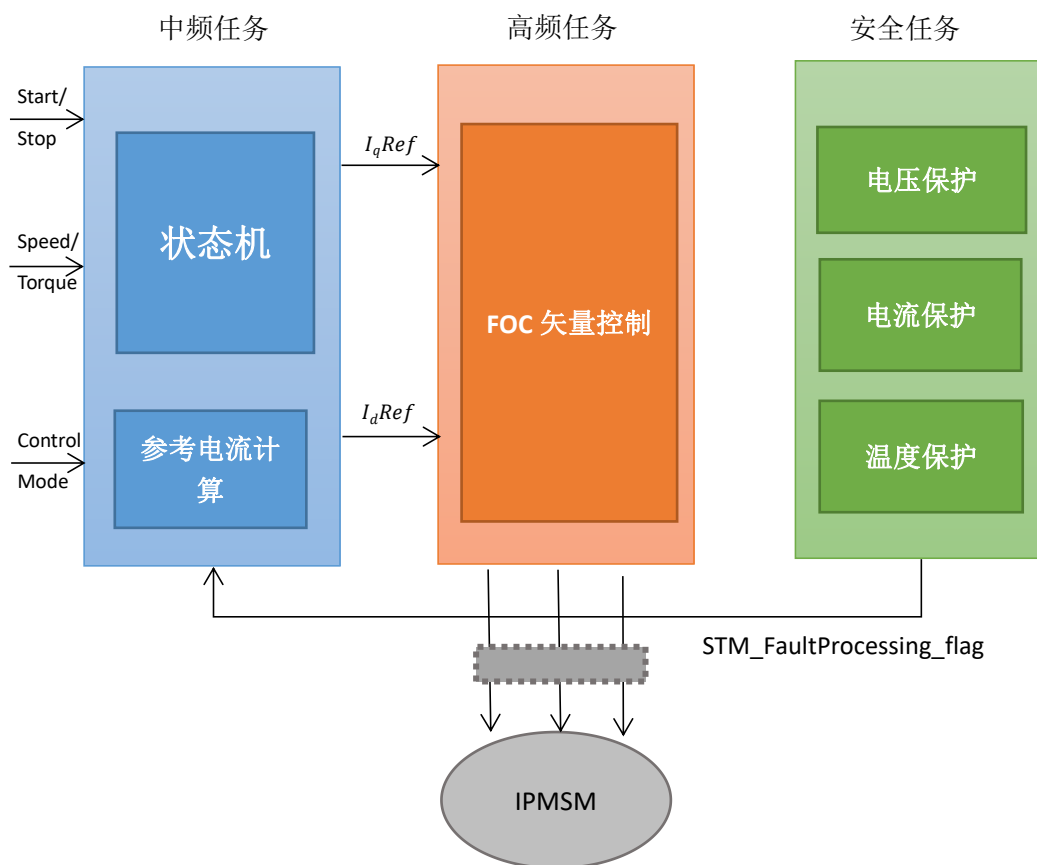 中频任务
高频任务
安全任务
Start/
Stop
Speed/
Torque
Control
Mode
状态机
参考电流计
算
I_qRef
I_dRef
FOC 矢量控制
电压保护
电流保护
温度保护
STM_FaultProcessing_flag
IPMSM